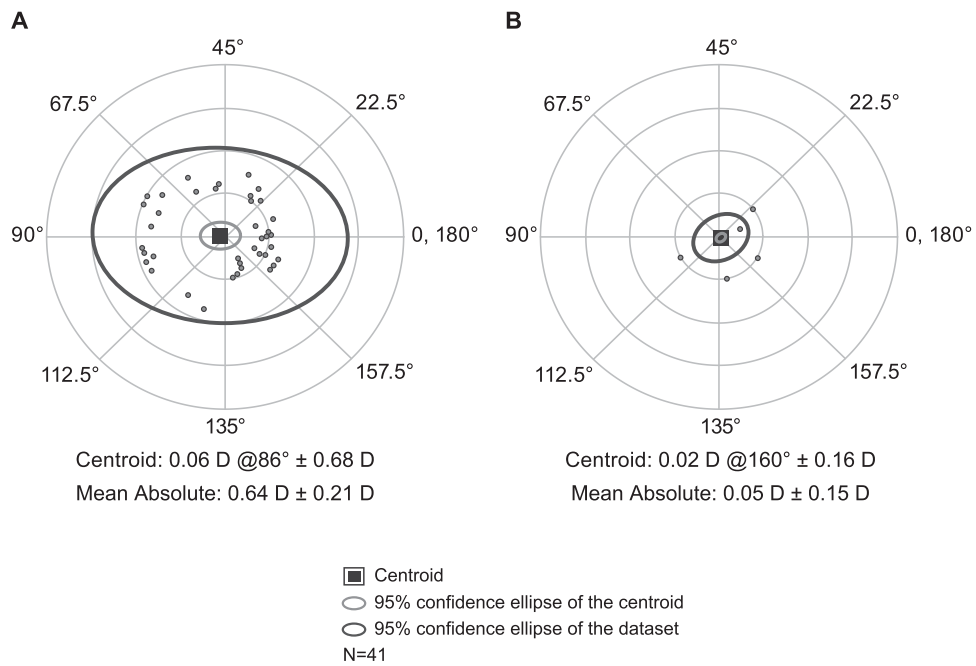 A
45°
67.5°
22.5°
90°
0, 180°
112.5°
157.5°
135°
Centroid: 0.06 D @86° ± 0.68 D
Mean Absolute: 0.64 D ± 0.21 D
B
45°
67.5°
22.5°
90°
0, 180°
112.5°
157.5°
135°
Centroid: 0.02 D @160° ± 0.16 D
Mean Absolute: 0.05 D ± 0.15 D
Centroid
95% confidence ellipse of the centroid
95% confidence ellipse of the dataset
N=41